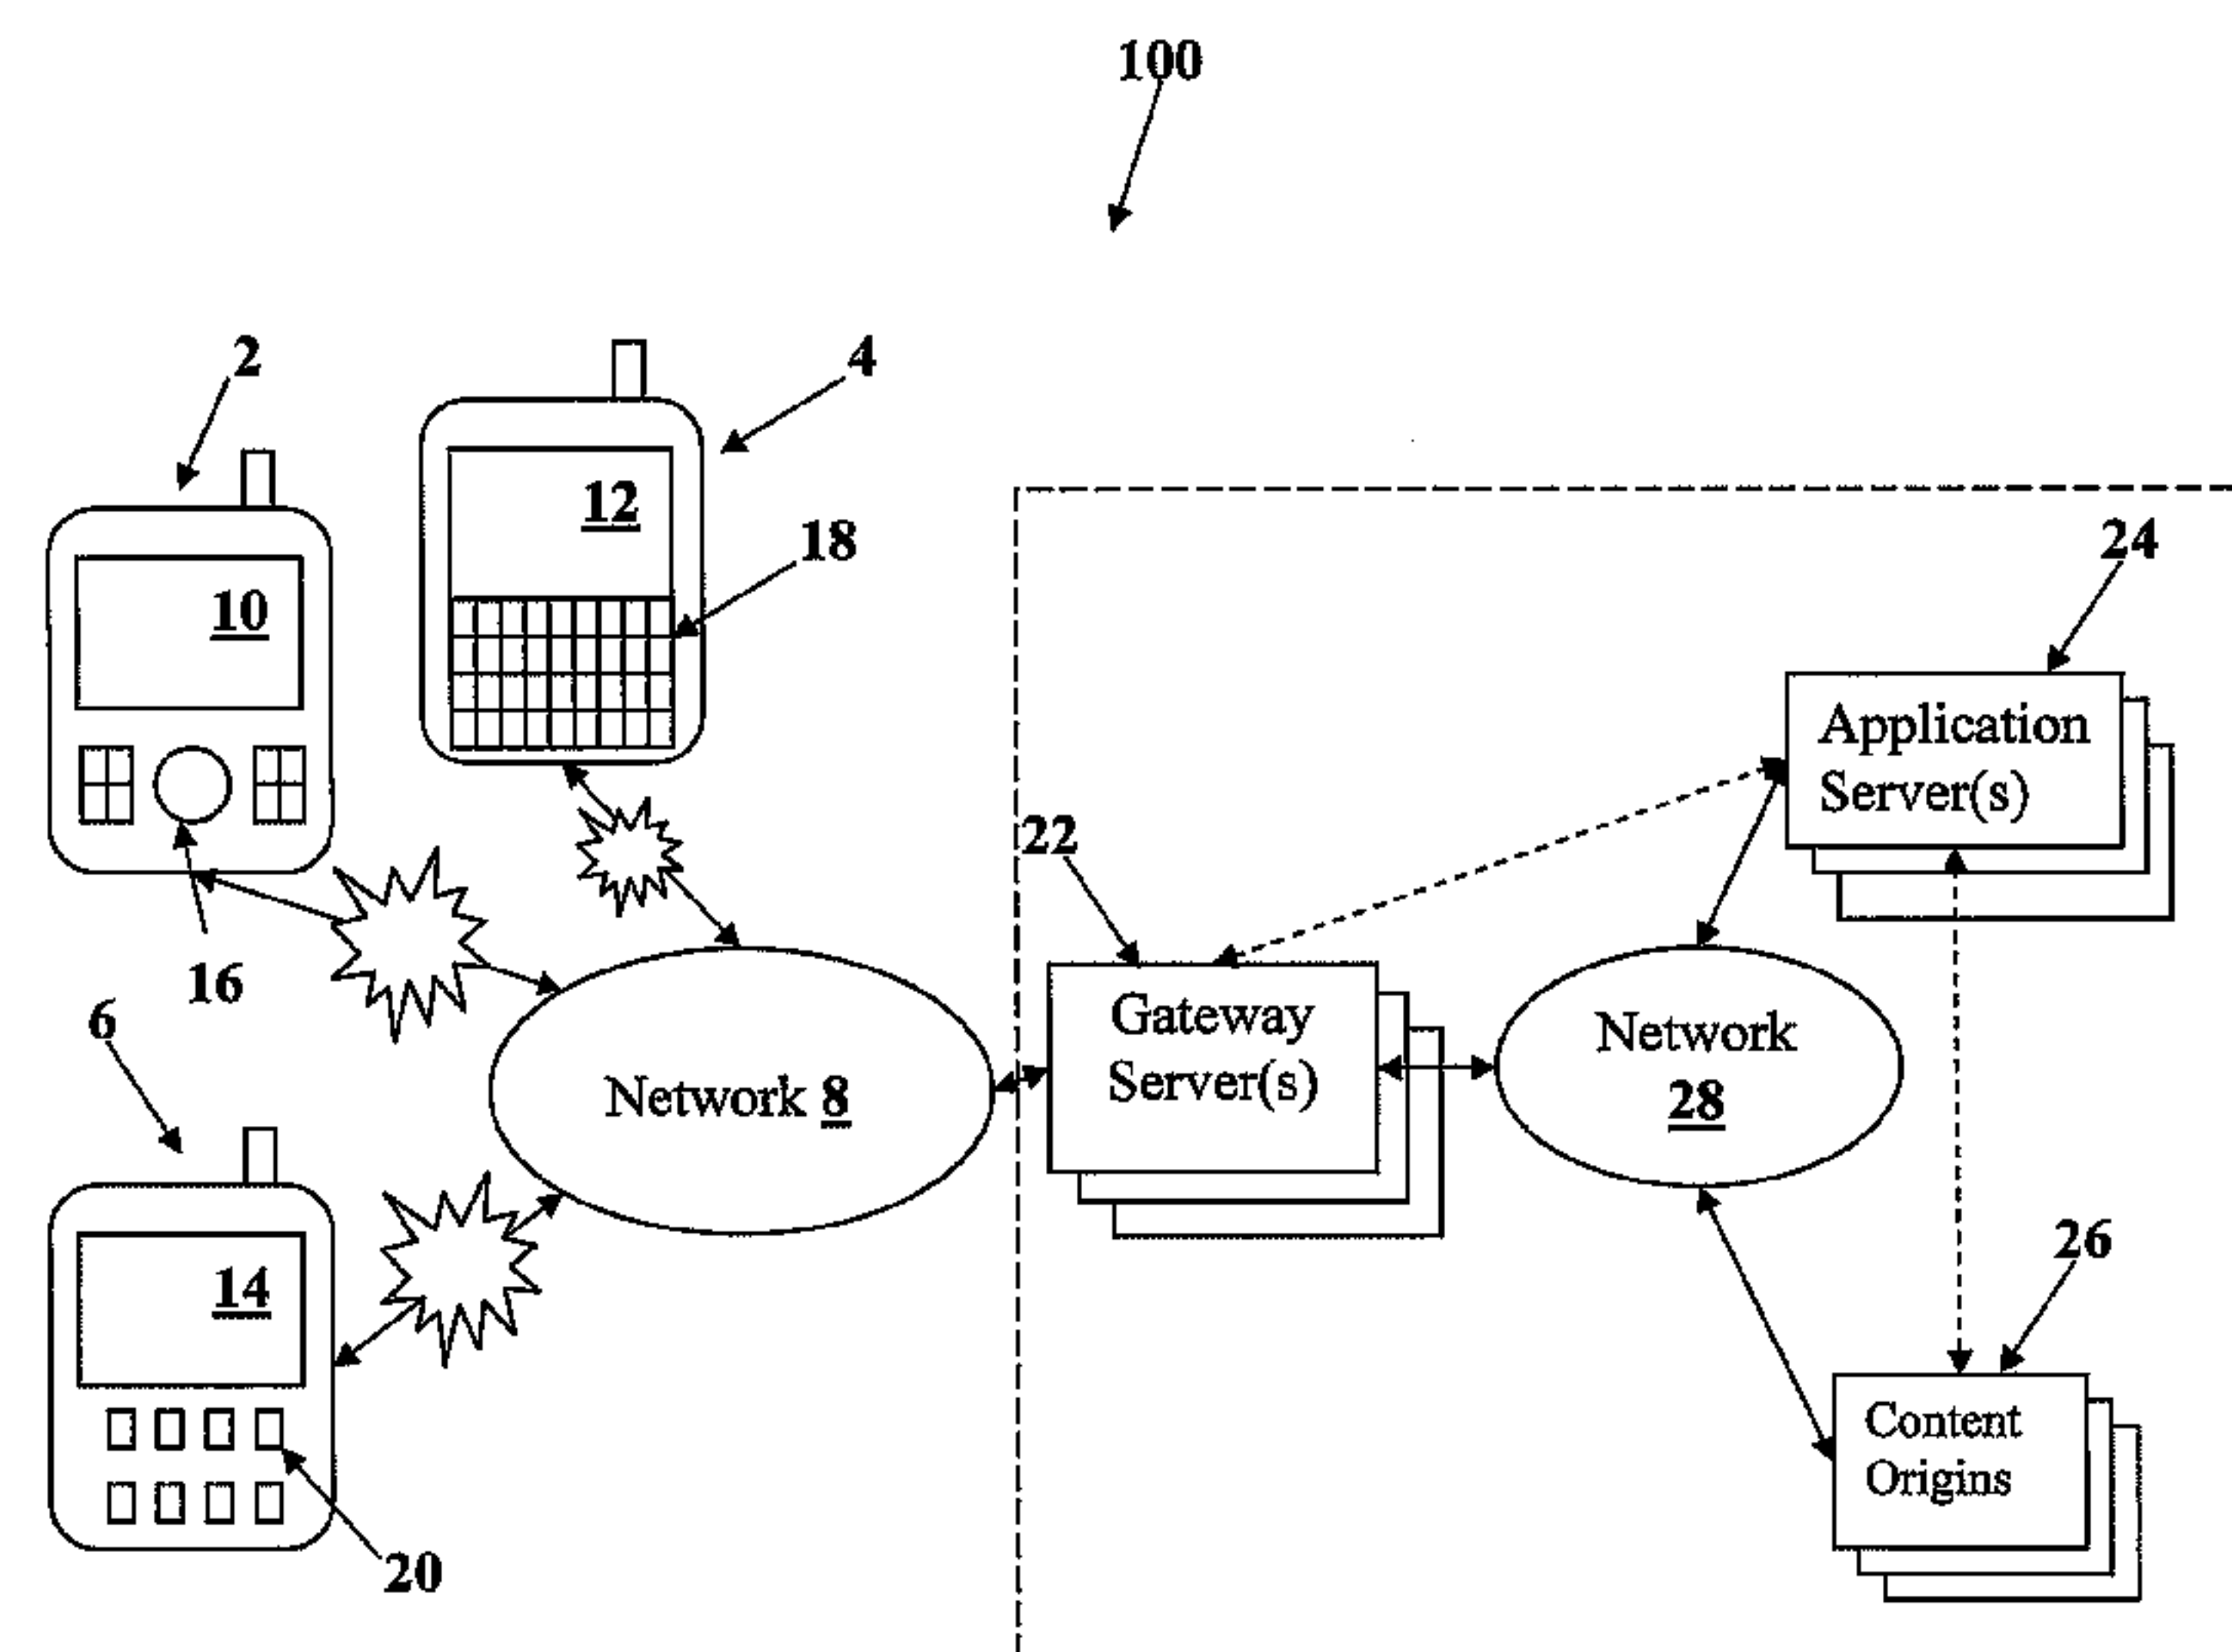 100
2
4
12
18
10
24
Application
Server(s)
22
16
6
Gateway
Server(s)
Network
28
Network 8
14
26
Content
Origins
20